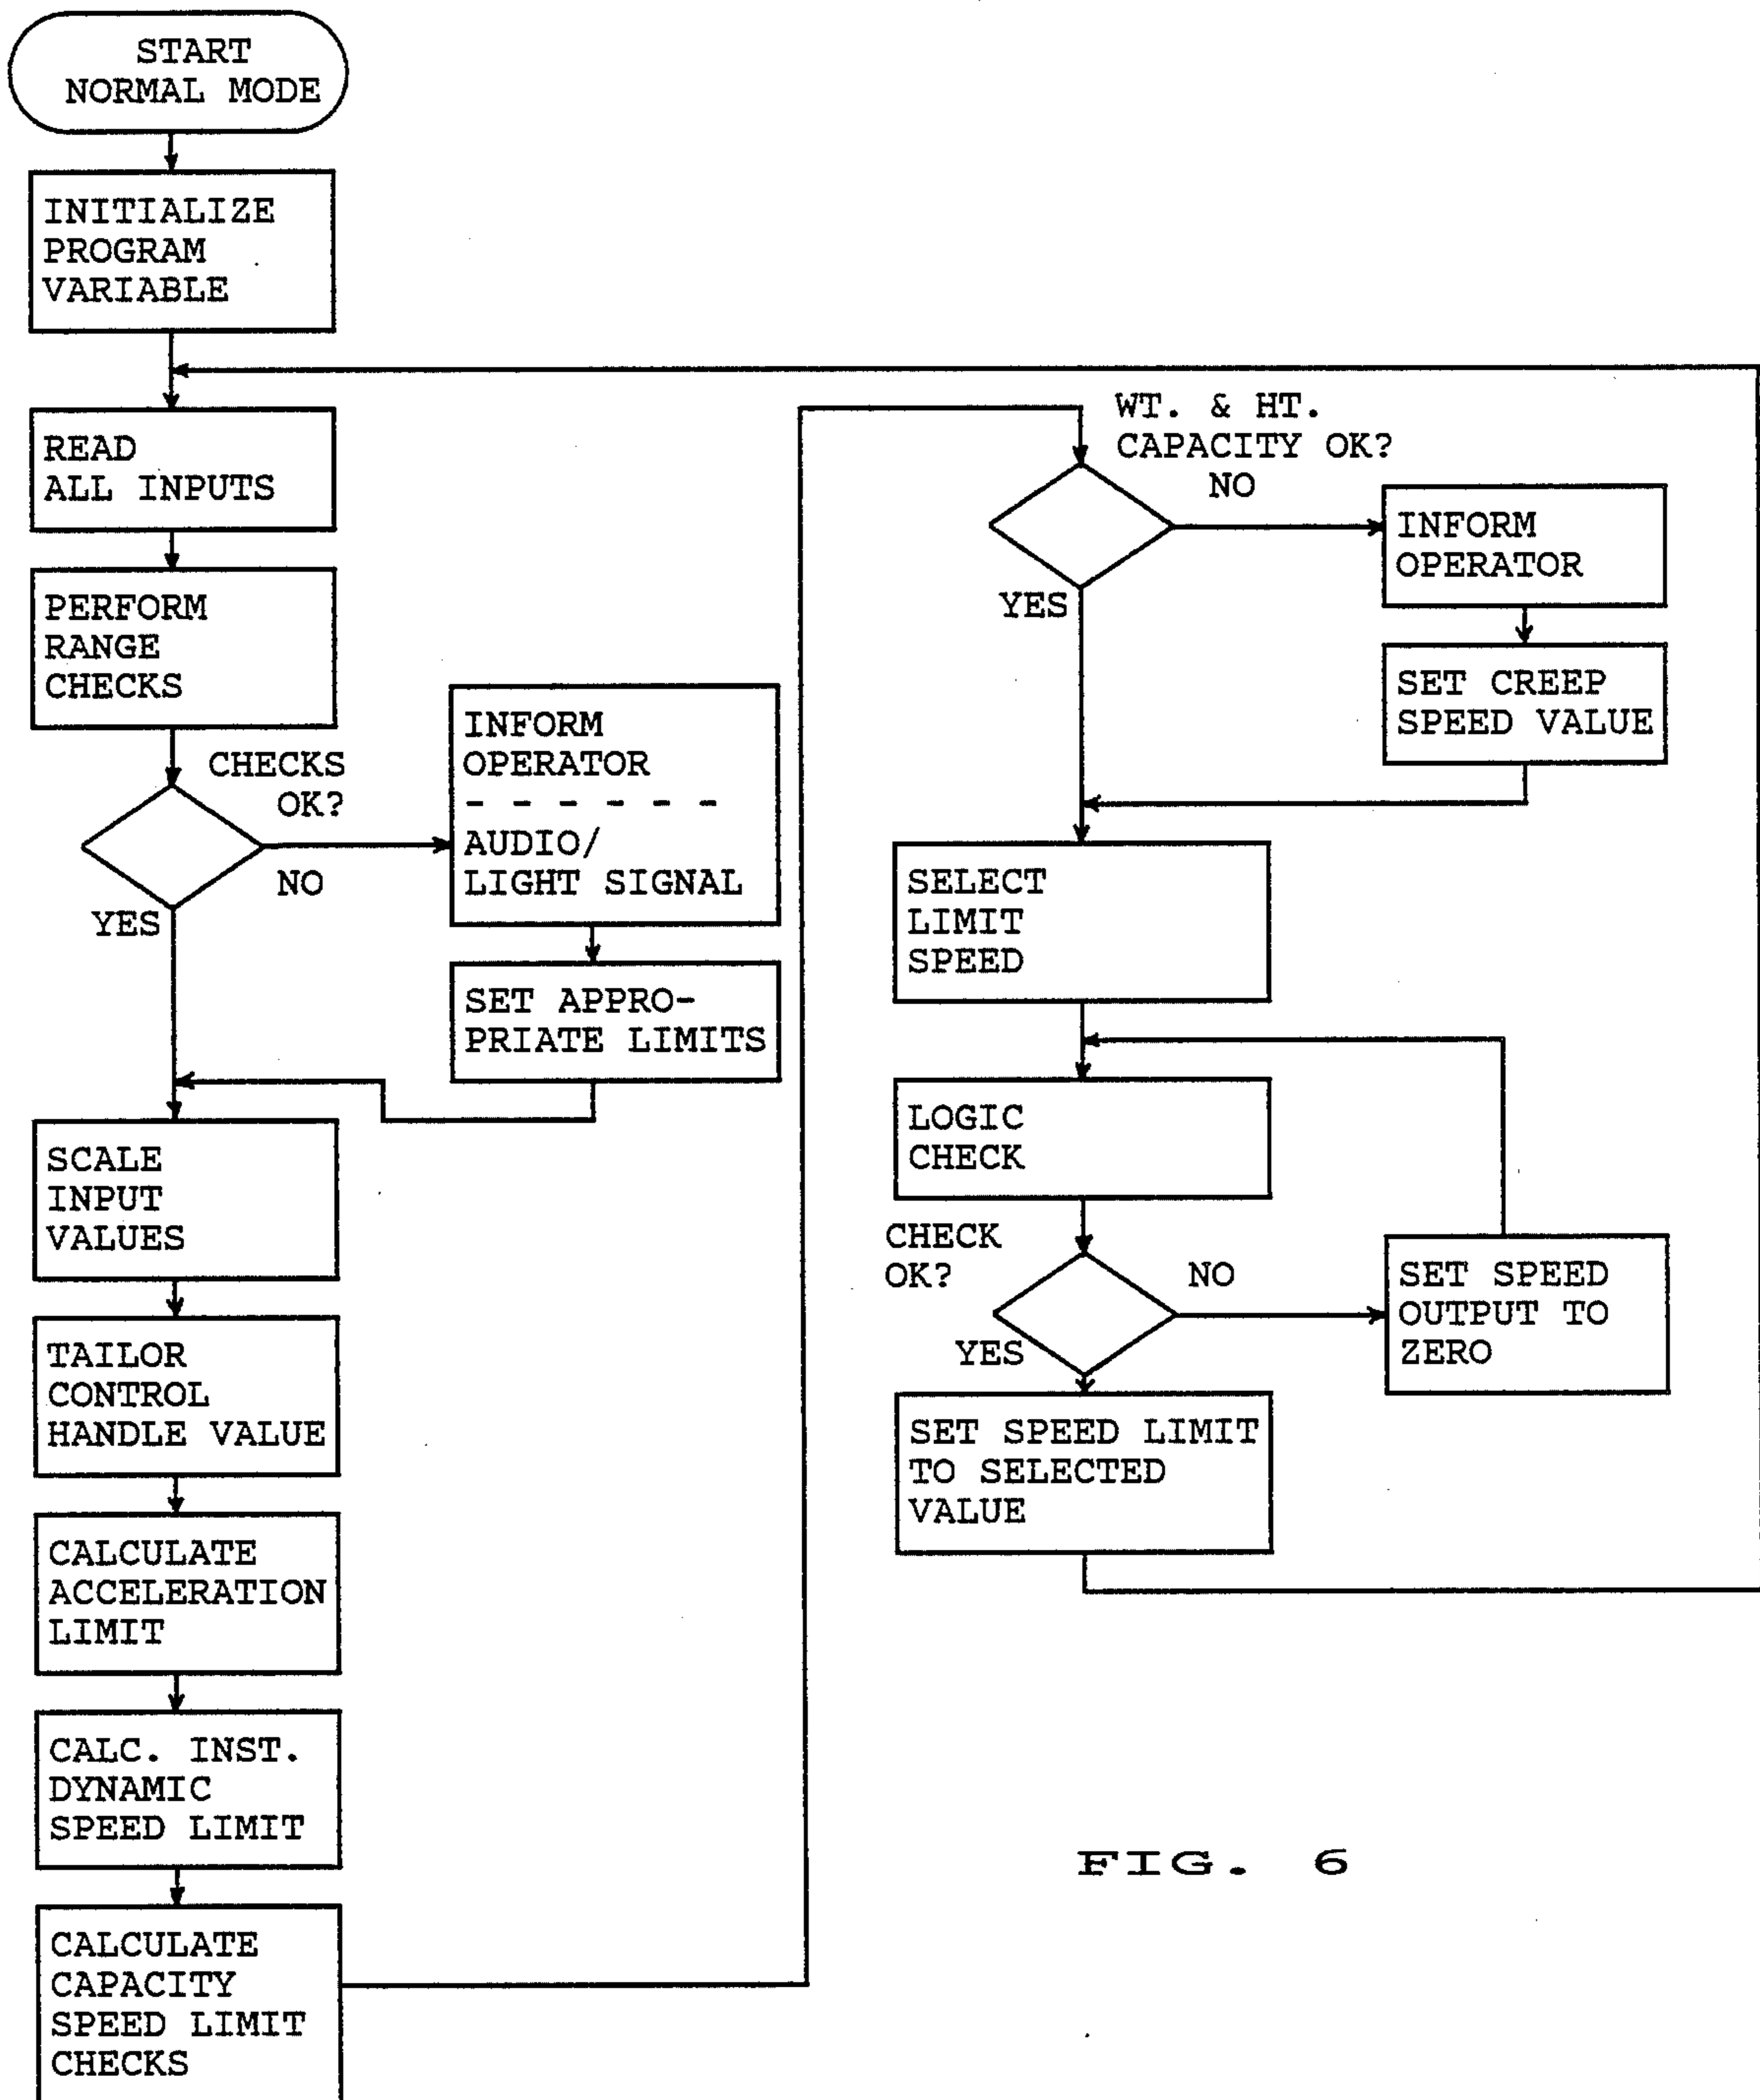 START
NORMAL MODE
INITIALIZE
PROGRAM
VARIABLE
READ
ALL INPUTS
PERFORM
RANGE
CHECKS
CHECKS
OK?
NO
YES
INFORM
OPERATOR
- - - - - -
AUDIO/
LIGHT SIGNAL
SET APPRO-
PRIATE LIMITS
SCALE
INPUT
VALUES
TAILOR
CONTROL
HANDLE VALUE
CALCULATE
ACCELERATION
LIMIT
CALC. INST.
DYNAMIC
SPEED LIMIT
CALCULATE
CAPACITY
SPEED LIMIT
CHECKS
WT. & HT.
CAPACITY OK?
NO
YES
INFORM
OPERATOR
SET CREEP
SPEED VALUE
SELECT
LIMIT
SPEED
LOGIC
CHECK
CHECK
OK?
NO
YES
SET SPEED
OUTPUT TO
ZERO
SET SPEED LIMIT
TO SELECTED
VALUE
FIG. 6